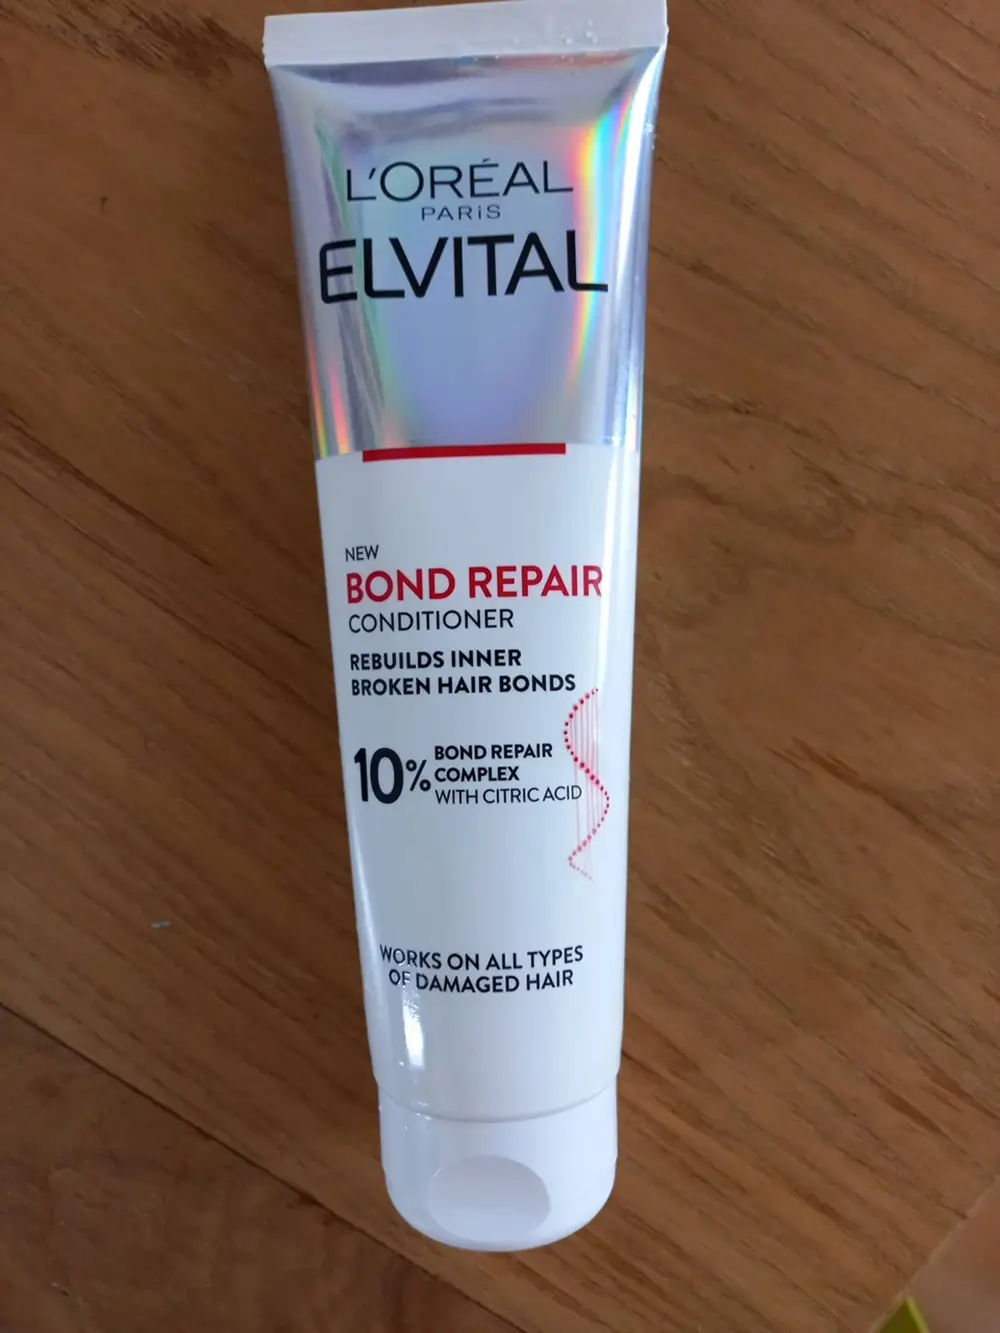 L'ORÉAL
PARIS
ELVITAL
NEW
BOND REPAIR
CONDITIONER
REBUILDS INNER
BROKEN HAIR BONDS
10% BOND REPAIR
COMPLEX
WITH CITRIC ACID
WORKS ON ALL TYPES
OF DAMAGED HAIR